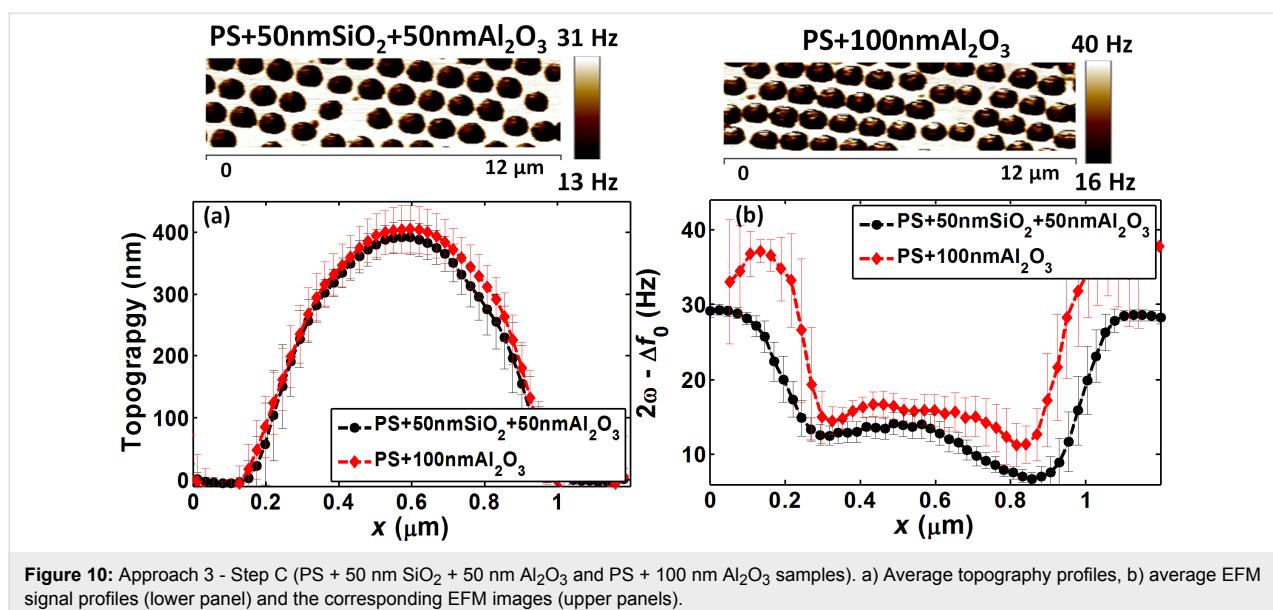 PS+50nmSiO₂+50nmAl₂O₃ 31 Hz
0 12 µm
13 Hz
PS+100nmAl₂O₃ 40 Hz
0 12 µm
16 Hz
(a)
Topograpgy (nm)
400
300
200
100
0
PS+50nmSiO₂+50nmAl₂O₃
PS+100nmAl₂O₃
0 0.2 0.4 0.6 0.8 1
x (µm)
(b)
2ω - Δf₀ (Hz)
40
30
20
10
PS+50nmSiO₂+50nmAl₂O₃
PS+100nmAl₂O₃
0 0.2 0.4 0.6 0.8 1
x (µm)
Figure 10: Approach 3 - Step C (PS + 50 nm SiO₂ + 50 nm Al₂O₃ and PS + 100 nm Al₂O₃ samples). a) Average topography profiles, b) average EFM
signal profiles (lower panel) and the corresponding EFM images (upper panels).